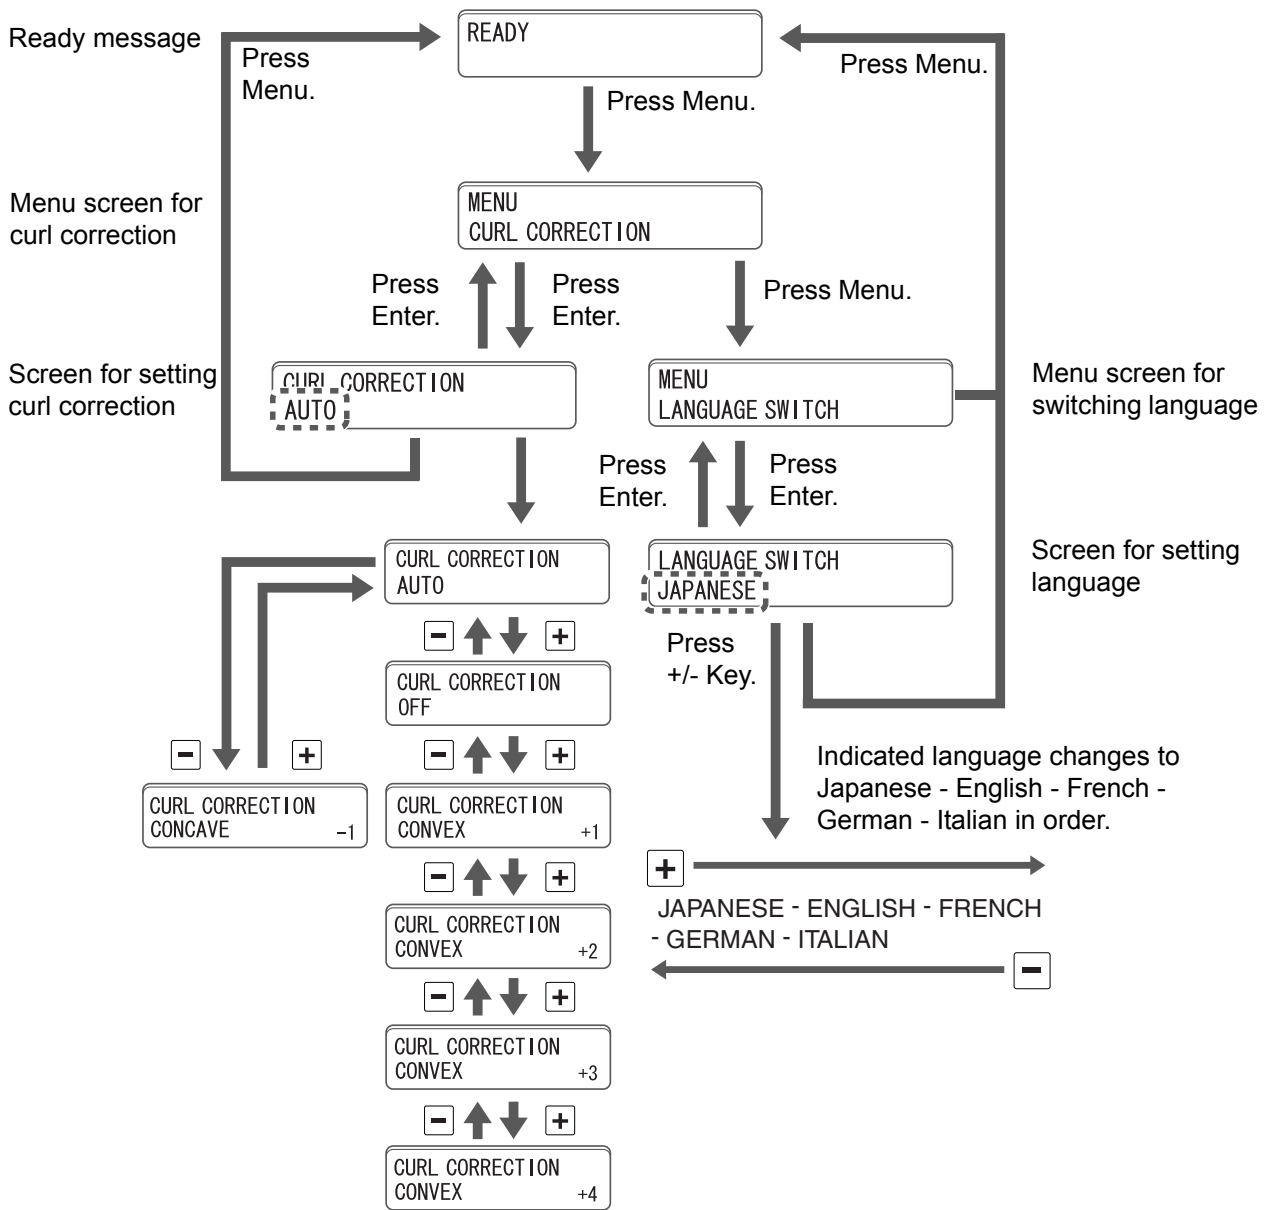 Ready message
READY
Press
Menu.
Press Menu.
Press Menu.
Menu screen for
curl correction
MENU
CURL CORRECTION
Press
Enter.
Press
Enter.
Press Menu.
Screen for setting
curl correction
CURL CORRECTION
AUTO
MENU
LANGUAGE SWITCH
Menu screen for
switching language
Press
Enter.
Press
Enter.
CURL CORRECTION
AUTO
LANGUAGE SWITCH
JAPANESE
Screen for setting
language
- +
Press
+/- Key.
CURL CORRECTION
OFF
- +
- +
Indicated language changes to
Japanese - English - French -
German - Italian in order.
CURL CORRECTION
CONCAVE -1
CURL CORRECTION
CONVEX +1
- +
+
JAPANESE - ENGLISH - FRENCH
- GERMAN - ITALIAN
-
CURL CORRECTION
CONVEX +2
- +
CURL CORRECTION
CONVEX +3
- +
CURL CORRECTION
CONVEX +4